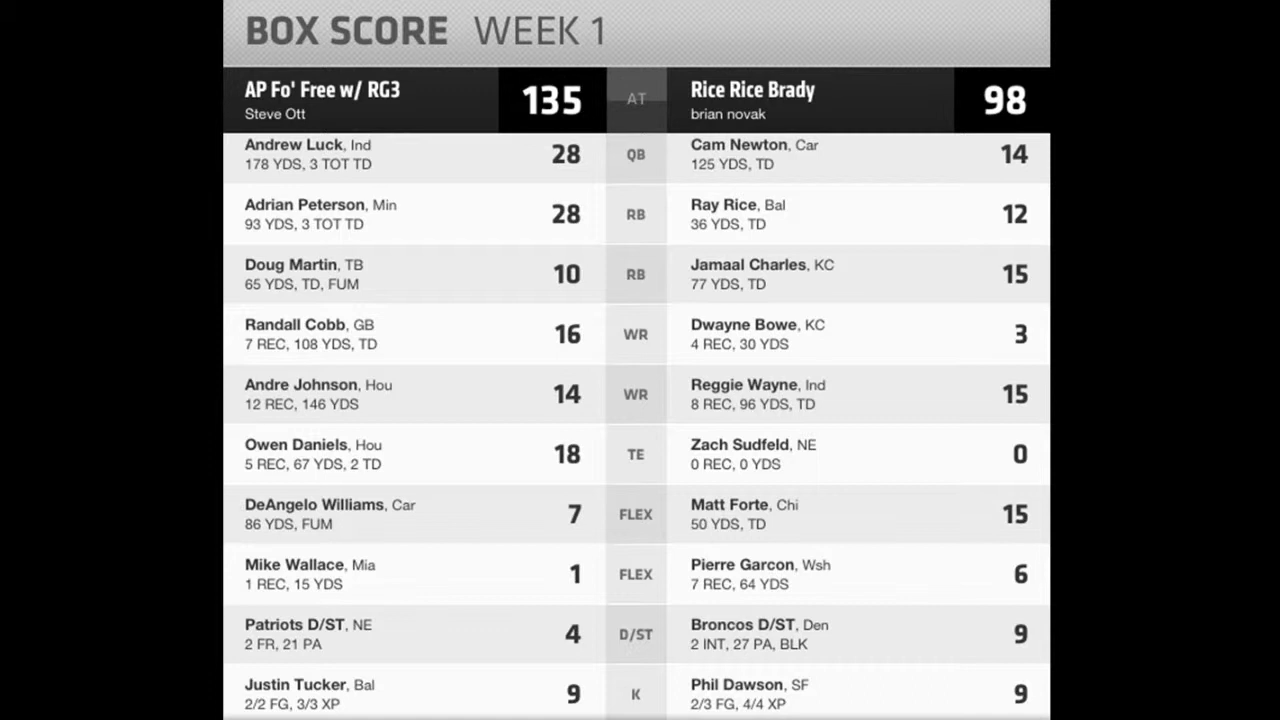 BOX SCORE WEEK 1
AP Fo' Free w/ RG3 135 AT Rice Rice Brady 98
Steve Ott brian novak
Andrew Luck, Ind 28 QB Cam Newton, Car 14
178 YDS, 3 TOT TD 125 YDS, TD
Adrian Peterson, Min 28 RB Ray Rice, Bal 12
93 YDS, 3 TOT TD 36 YDS, TD
Doug Martin, TB 10 RB Jamaal Charles, KC 15
65 YDS, TD, FUM 77 YDS, TD
Randall Cobb, GB 16 WR Dwayne Bowe, KC 3
7 REC, 108 YDS, TD 4 REC, 30 YDS
Andre Johnson, Hou 14 WR Reggie Wayne, Ind 15
12 REC, 146 YDS 8 REC, 96 YDS, TD
Owen Daniels, Hou 18 TE Zach Sudfeld, NE 0
5 REC, 67 YDS, 2 TD 0 REC, 0 YDS
DeAngelo Williams, Car 7 FLEX Matt Forte, Chi 15
86 YDS, FUM 50 YDS, TD
Mike Wallace, Mia 1 FLEX Pierre Garcon, Wsh 6
1 REC, 15 YDS 7 REC, 64 YDS
Patriots D/ST, NE 4 D/ST Broncos D/ST, Den 9
2 FR, 21 PA 2 INT, 27 PA, BLK
Justin Tucker, Bal 9 K Phil Dawson, SF 9
2/2 FG, 3/3 XP 2/3 FG, 4/4 XP